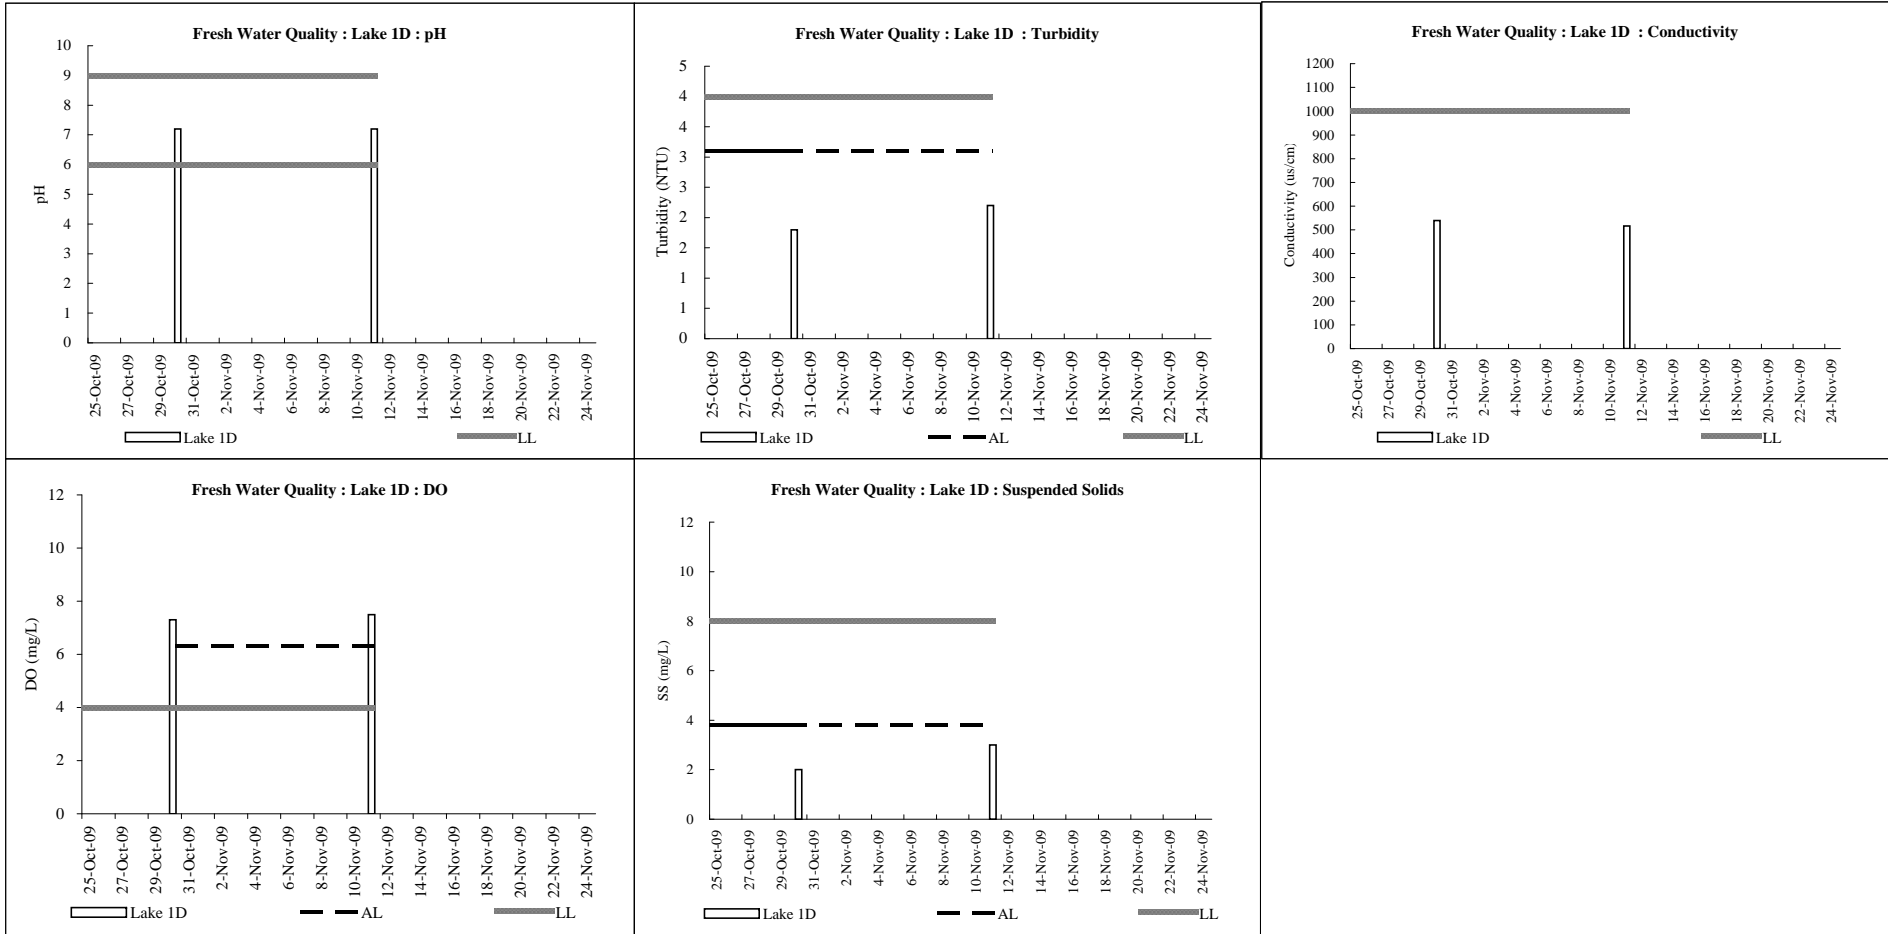 Fresh Water Quality : Lake 1D : pH
10
9
8
7
6
5
4
3
2
1
0
pH
25-Oct-09
27-Oct-09
29-Oct-09
31-Oct-09
2-Nov-09
4-Nov-09
6-Nov-09
8-Nov-09
10-Nov-09
12-Nov-09
14-Nov-09
16-Nov-09
18-Nov-09
20-Nov-09
22-Nov-09
24-Nov-09
Lake 1D
LL
Fresh Water Quality : Lake 1D : Turbidity
5
4
4
3
3
2
2
1
1
0
Turbidity (NTU)
25-Oct-09
27-Oct-09
29-Oct-09
31-Oct-09
2-Nov-09
4-Nov-09
6-Nov-09
8-Nov-09
10-Nov-09
12-Nov-09
14-Nov-09
16-Nov-09
18-Nov-09
20-Nov-09
22-Nov-09
24-Nov-09
Lake 1D
AL
LL
Fresh Water Quality : Lake 1D : Conductivity
1200
1100
1000
900
800
700
600
500
400
300
200
100
0
Conductivity (us/cm)
25-Oct-09
27-Oct-09
29-Oct-09
31-Oct-09
2-Nov-09
4-Nov-09
6-Nov-09
8-Nov-09
10-Nov-09
12-Nov-09
14-Nov-09
16-Nov-09
18-Nov-09
20-Nov-09
22-Nov-09
24-Nov-09
Lake 1D
LL
Fresh Water Quality : Lake 1D : DO
12
10
8
6
4
2
0
DO (mg/L)
25-Oct-09
27-Oct-09
29-Oct-09
31-Oct-09
2-Nov-09
4-Nov-09
6-Nov-09
8-Nov-09
10-Nov-09
12-Nov-09
14-Nov-09
16-Nov-09
18-Nov-09
20-Nov-09
22-Nov-09
24-Nov-09
Lake 1D
AL
LL
Fresh Water Quality : Lake 1D : Suspended Solids
12
10
8
6
4
2
0
SS (mg/L)
25-Oct-09
27-Oct-09
29-Oct-09
31-Oct-09
2-Nov-09
4-Nov-09
6-Nov-09
8-Nov-09
10-Nov-09
12-Nov-09
14-Nov-09
16-Nov-09
18-Nov-09
20-Nov-09
22-Nov-09
24-Nov-09
Lake 1D
AL
LL